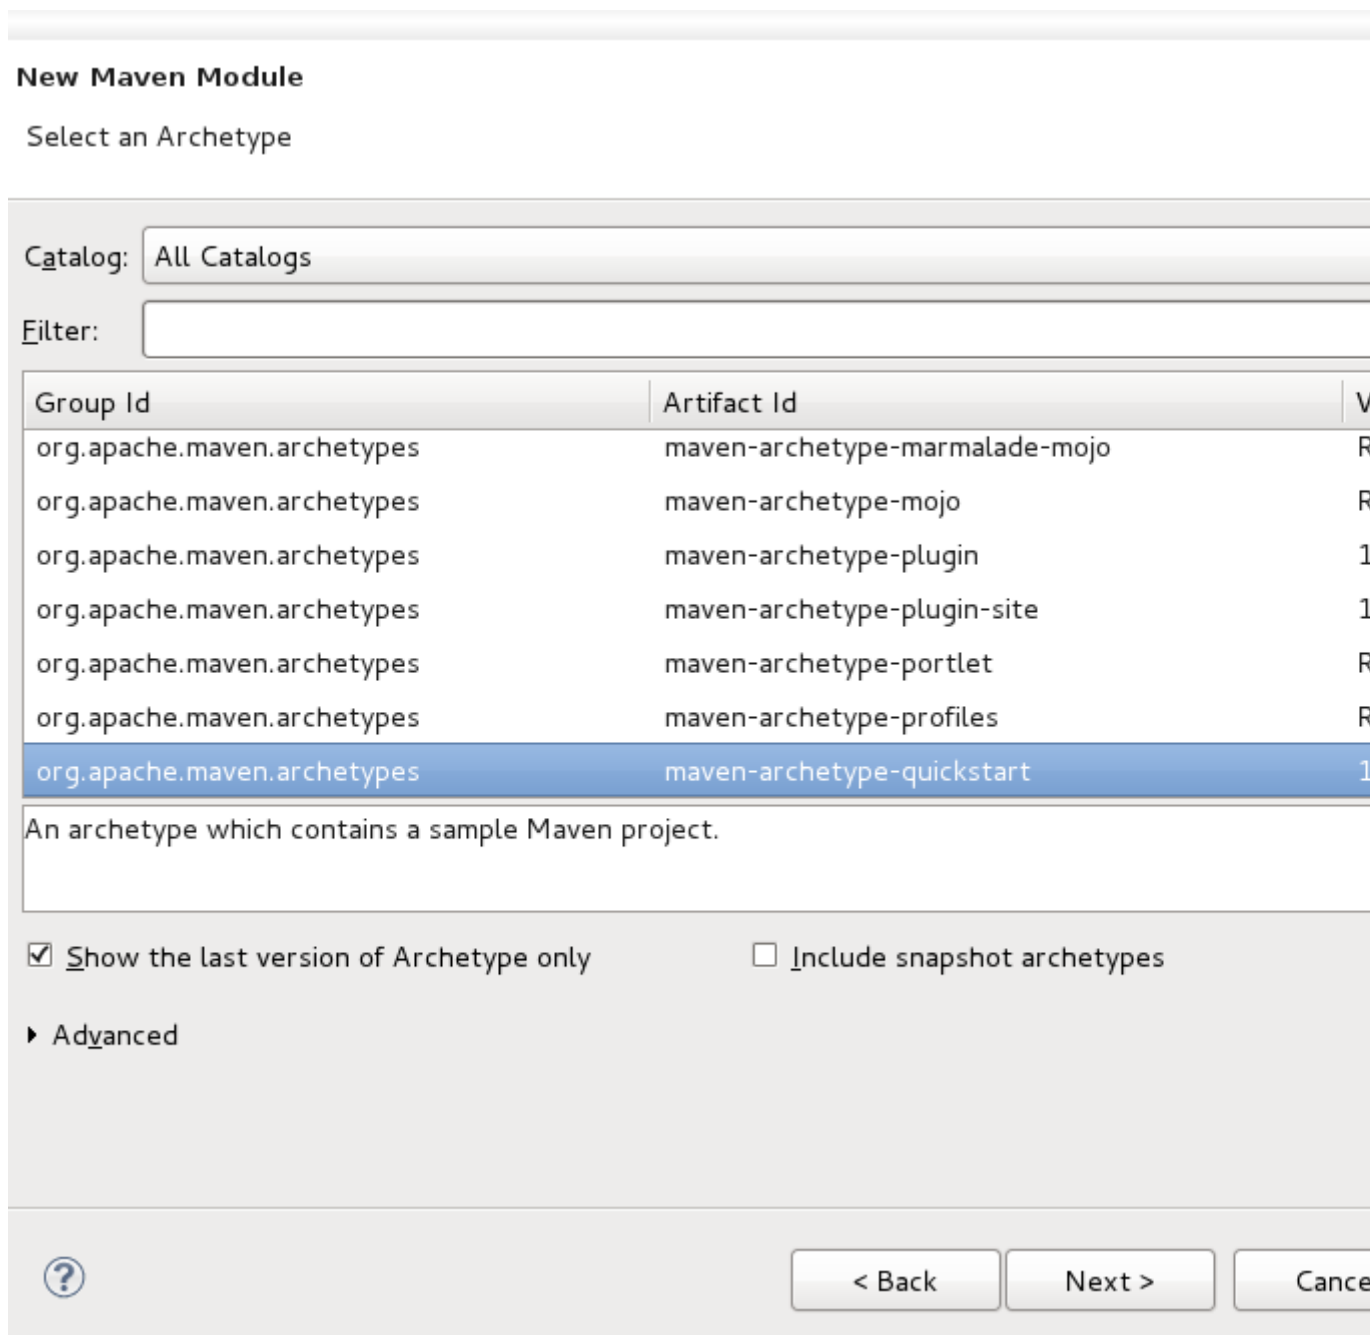 New Maven Module
Select an Archetype
Catalog: All Catalogs
Filter:
Group Id Artifact Id
org.apache.maven.archetypes maven-archetype-marmalade-mojo
org.apache.maven.archetypes maven-archetype-mojo
org.apache.maven.archetypes maven-archetype-plugin
org.apache.maven.archetypes maven-archetype-plugin-site
org.apache.maven.archetypes maven-archetype-portlet
org.apache.maven.archetypes maven-archetype-profiles
org.apache.maven.archetypes maven-archetype-quickstart
An archetype which contains a sample Maven project.
Show the last version of Archetype only Include snapshot archetypes
Advanced
? < Back Next >